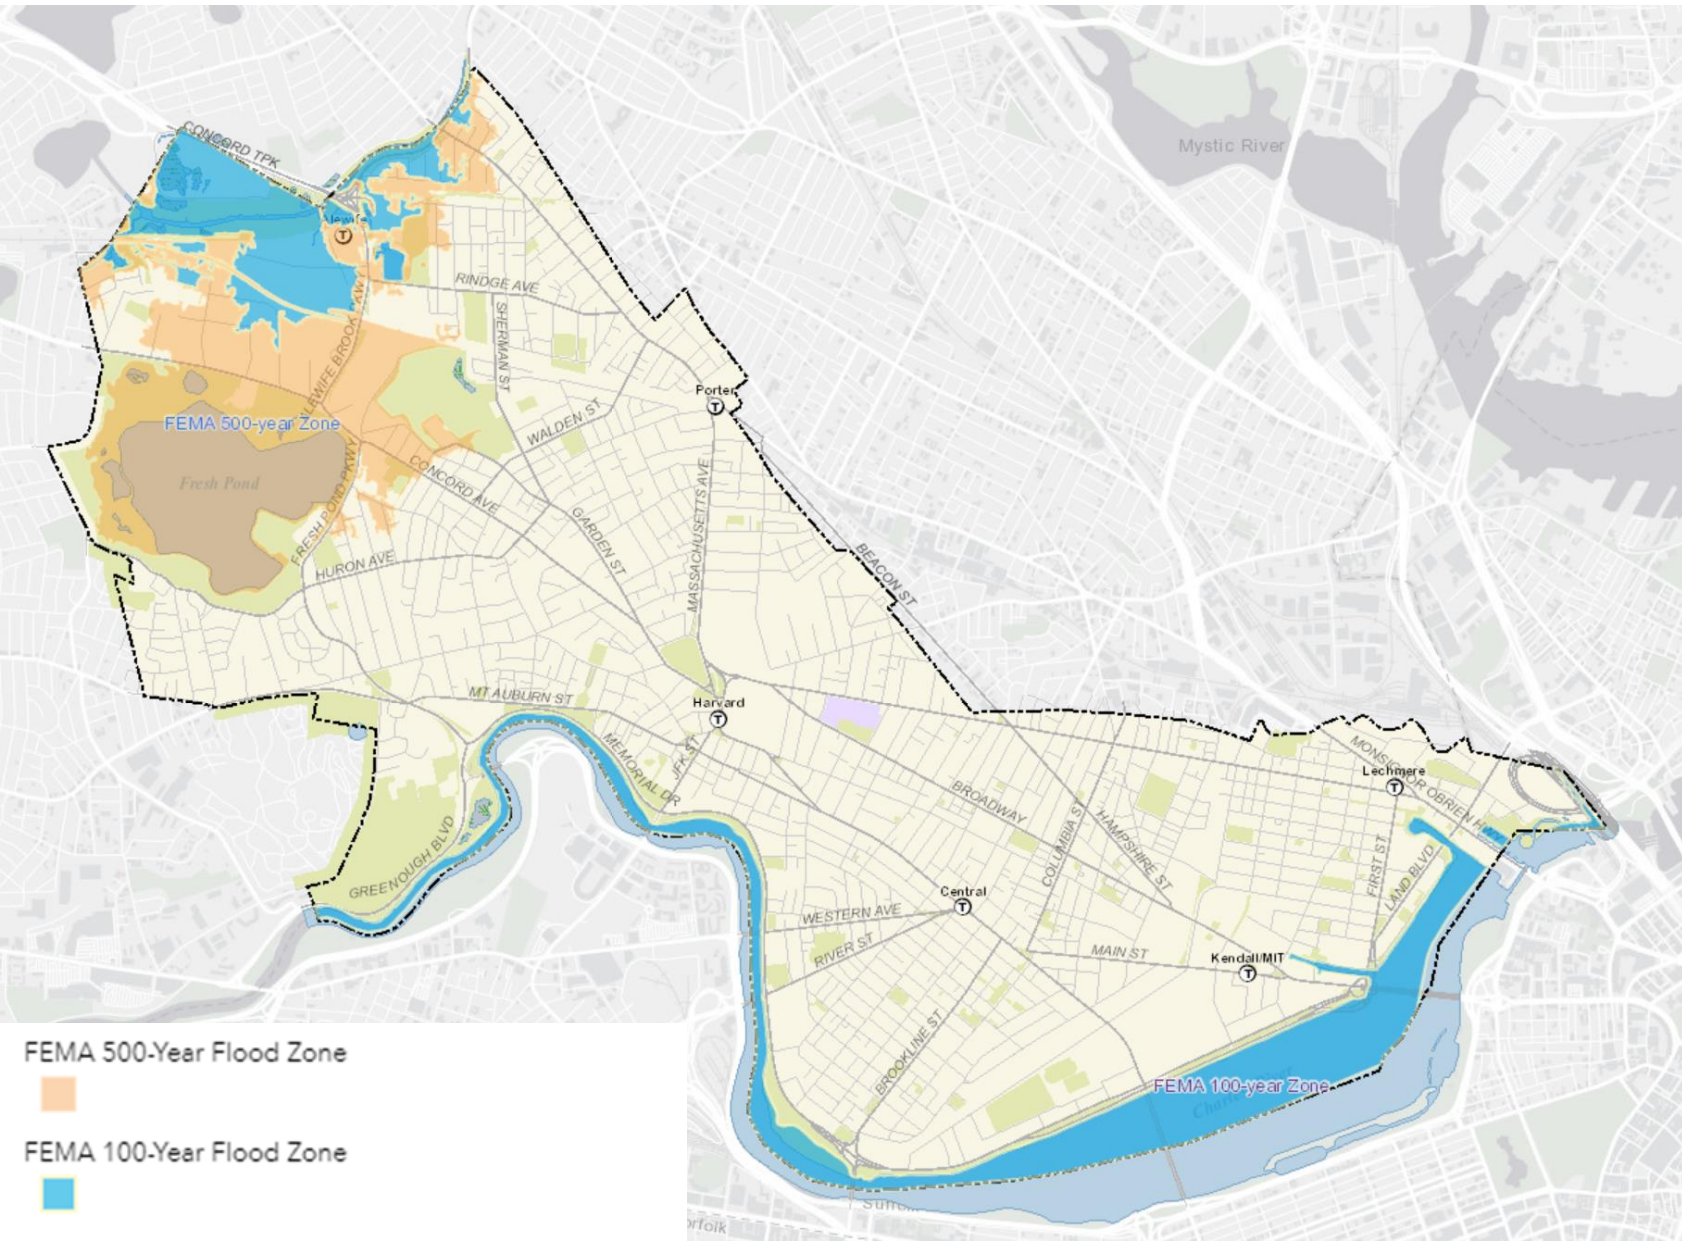 CONCORD TPK
Mystic River
Alewife
T
RINDGE AVE
SHERMAN ST
ALEWIFE BROOK PKWY
Porter
T
FEMA 500-year Zone
WALDEN ST
Fresh Pond
FRESH POND PKWY
CONCORD AVE
MASSACHUSETTS AVE
GARDEN ST
HURON AVE
BEACON ST
MT AUBURN ST
Harvard
T
MEMORIAL DR
JFK ST
MONSIGNOR OBRIEN HWY
Lechmere
T
BROADWAY
COLUMBIA ST
HAMPSHIRE ST
GREENOUGH BLVD
FIRST ST
LAND BLVD
Central
T
WESTERN AVE
RIVER ST
MAIN ST
Kendall/MIT
T
BROOKLINE ST
FEMA 100-year Zone
Charles River
FEMA 500-Year Flood Zone
FEMA 100-Year Flood Zone